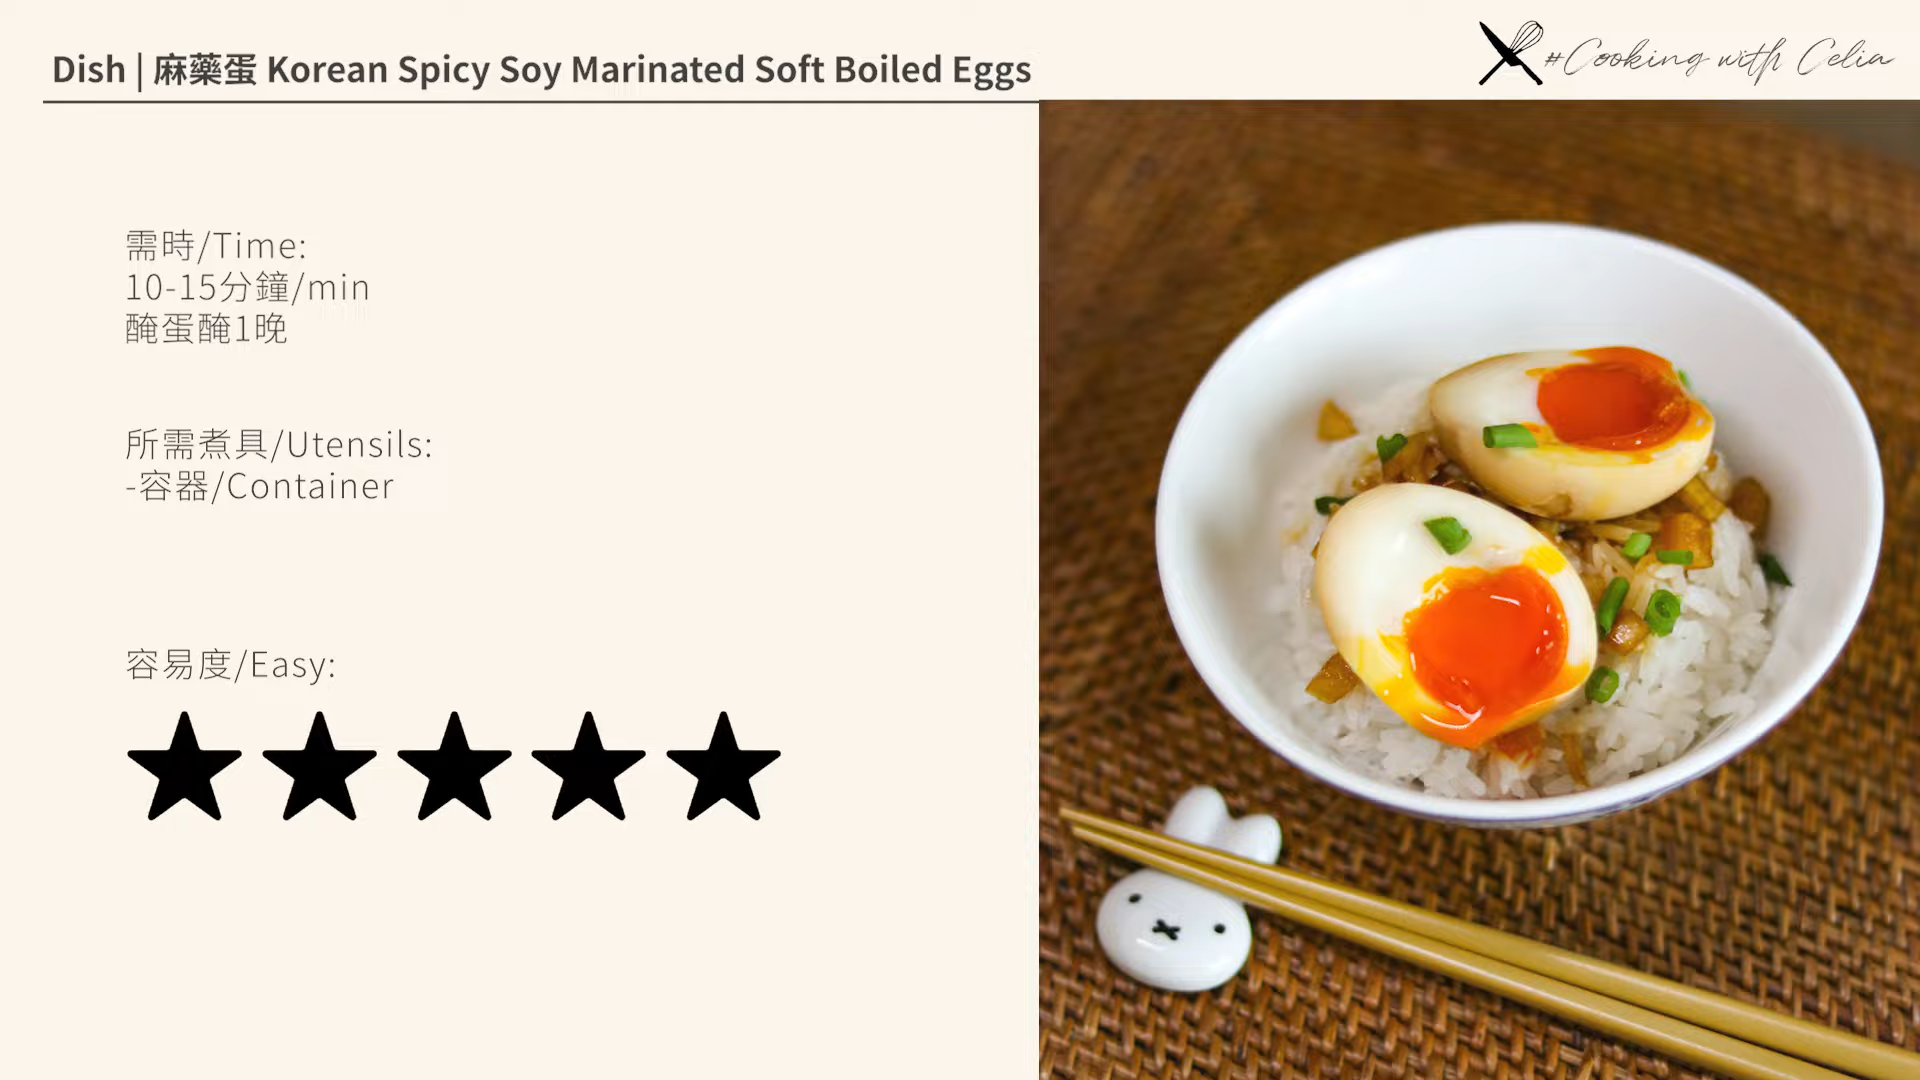 Dish | 麻藥蛋 Korean Spicy Soy Marinated Soft Boiled Eggs
#Cooking with Celia
需時/Time:
10-15分鐘/min
醃蛋醃1晚
所需煮具/Utensils:
-容器/Container
容易度/Easy: